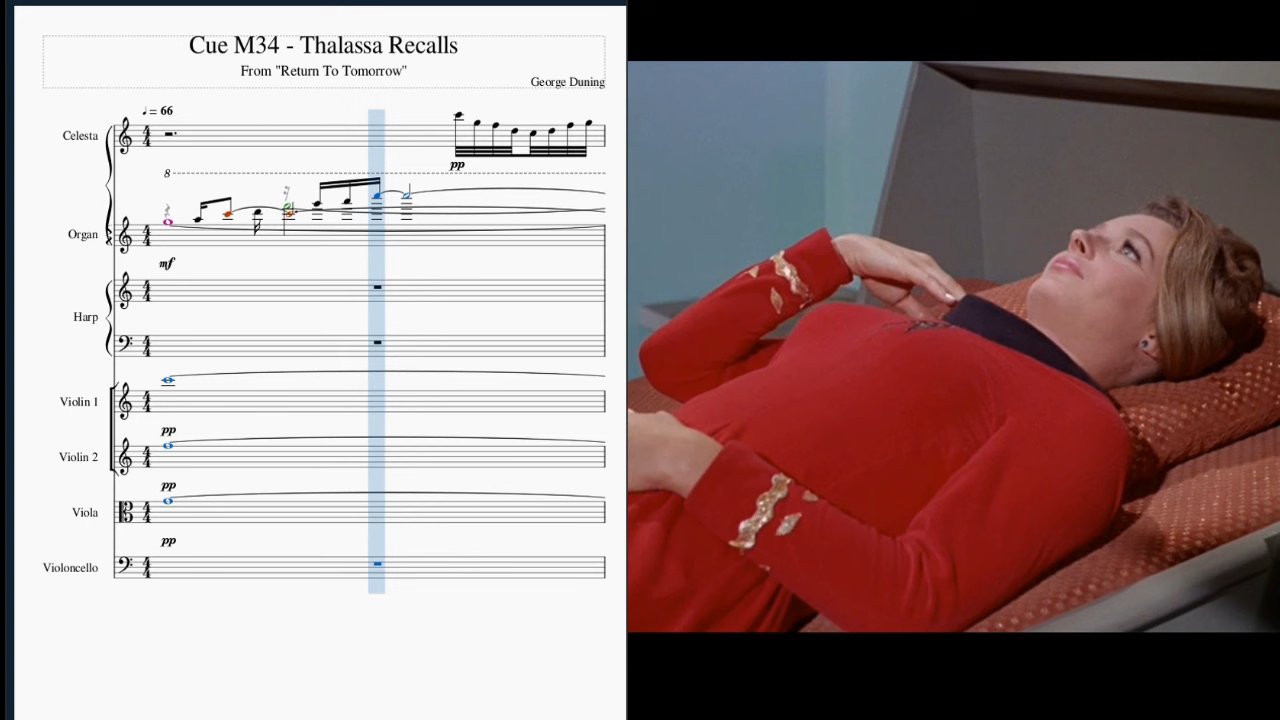 Cue M34 - Thalassa Recalls
From "Return To Tomorrow"
George Duning
♩ = 66
Celesta
pp
8
Organ
mf
Harp
Violin 1
pp
Violin 2
pp
Viola
pp
Violoncello